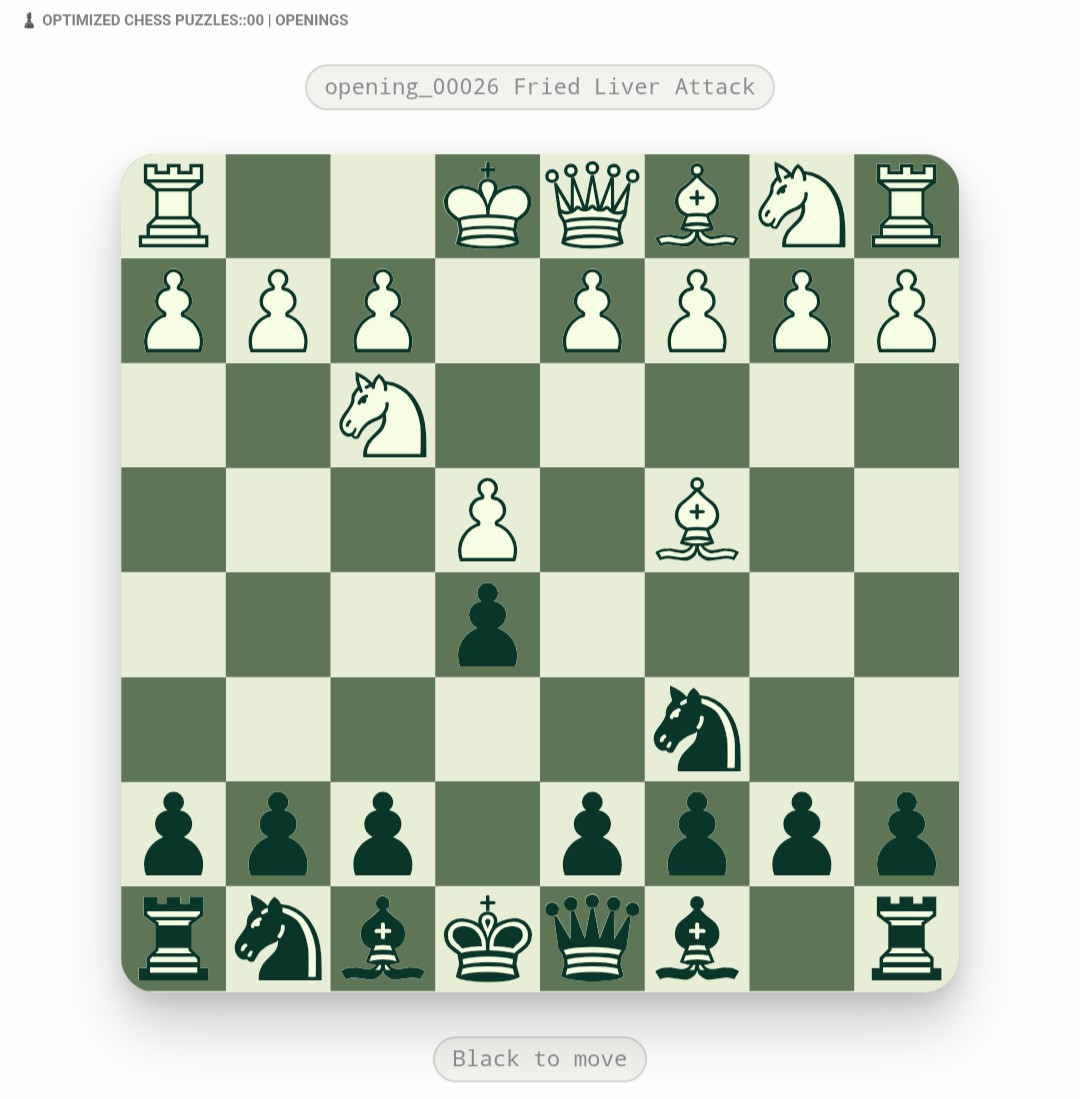 OPTIMIZED CHESS PUZZLES::00 | OPENINGS
opening_00026 Fried Liver Attack
Black to move